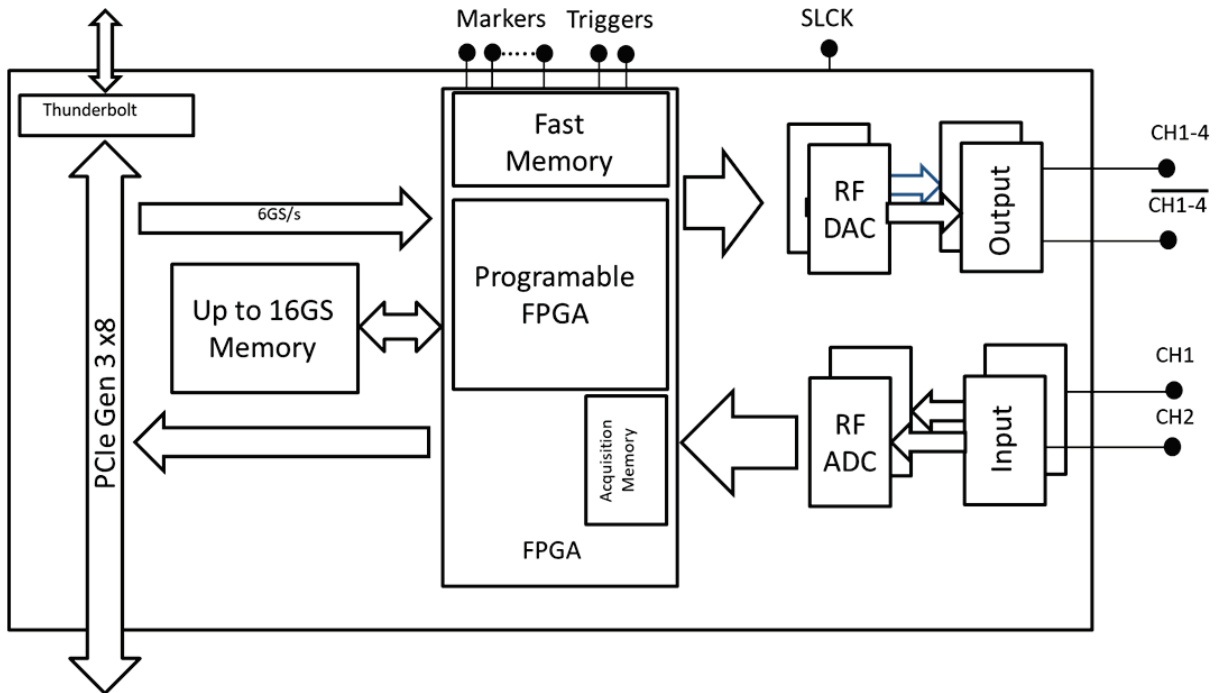 Markers
Triggers
SLCK
Thunderbolt
Fast
Memory
CH1-4
6GS/s
RF
DAC
Output
CH1-4
Programable
FPGA
Up to 16GS
Memory
PCIe Gen 3 x8
CH1
CH2
RF
ADC
Input
Acquisition
Memory
FPGA